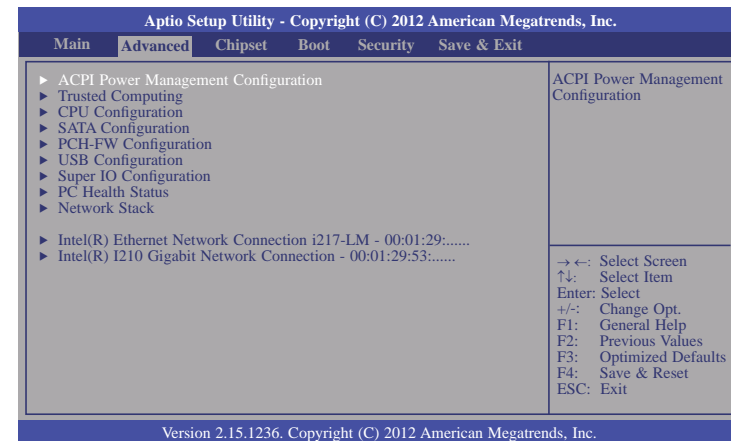 Aptio Setup Utility - Copyright (C) 2012 American Megatrends, Inc.
Main Advanced Chipset Boot Security Save & Exit
► ACPI Power Management Configuration
► Trusted Computing
► CPU Configuration
► SATA Configuration
► PCH-FW Configuration
► USB Configuration
► Super IO Configuration
► PC Health Status
► Network Stack
► Intel(R) Ethernet Network Connection i217-LM - 00:01:29:......
► Intel(R) I210 Gigabit Network Connection - 00:01:29:53:......
ACPI Power Management
Configuration
→←: Select Screen
↑↓: Select Item
Enter: Select
+/-: Change Opt.
F1: General Help
F2: Previous Values
F3: Optimized Defaults
F4: Save & Reset
ESC: Exit
Version 2.15.1236. Copyright (C) 2012 American Megatrends, Inc.